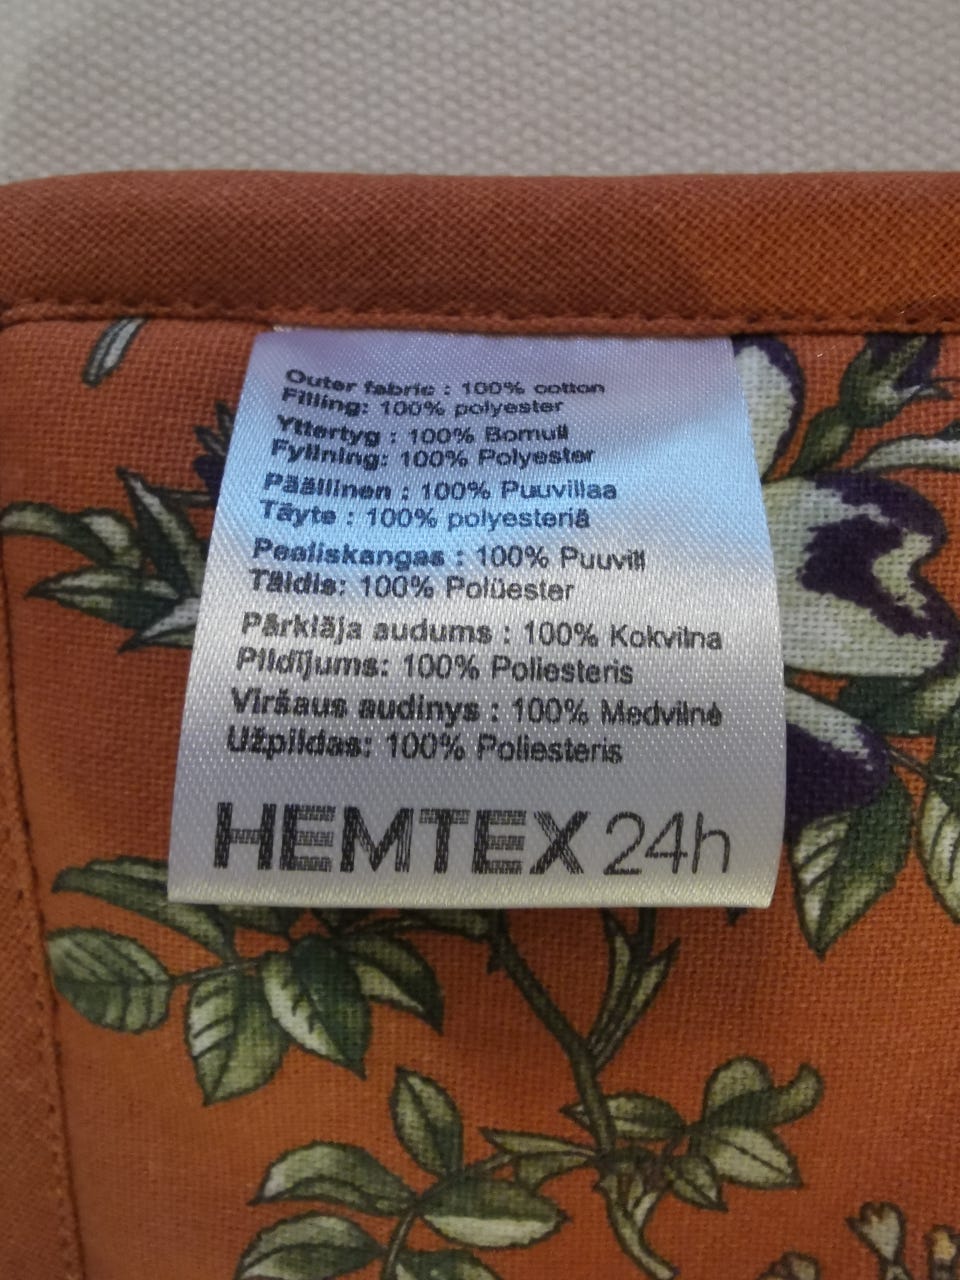 Outer fabric : 100% cotton
Filling: 100% polyester
Yttertyg : 100% Bomull
Fyllning: 100% Polyester
Päällinen : 100% Puuvillaa
Täyte : 100% polyesteriä
Pealiskangas : 100% Puuvill
Täidis: 100% Polüester
Pārklāja audums : 100% Kokvilna
Pildījums: 100% Poliesteris
Viršaus audinys : 100% Medvilnė
Užpildas: 100% Poliesteris
HEMTEX 24h